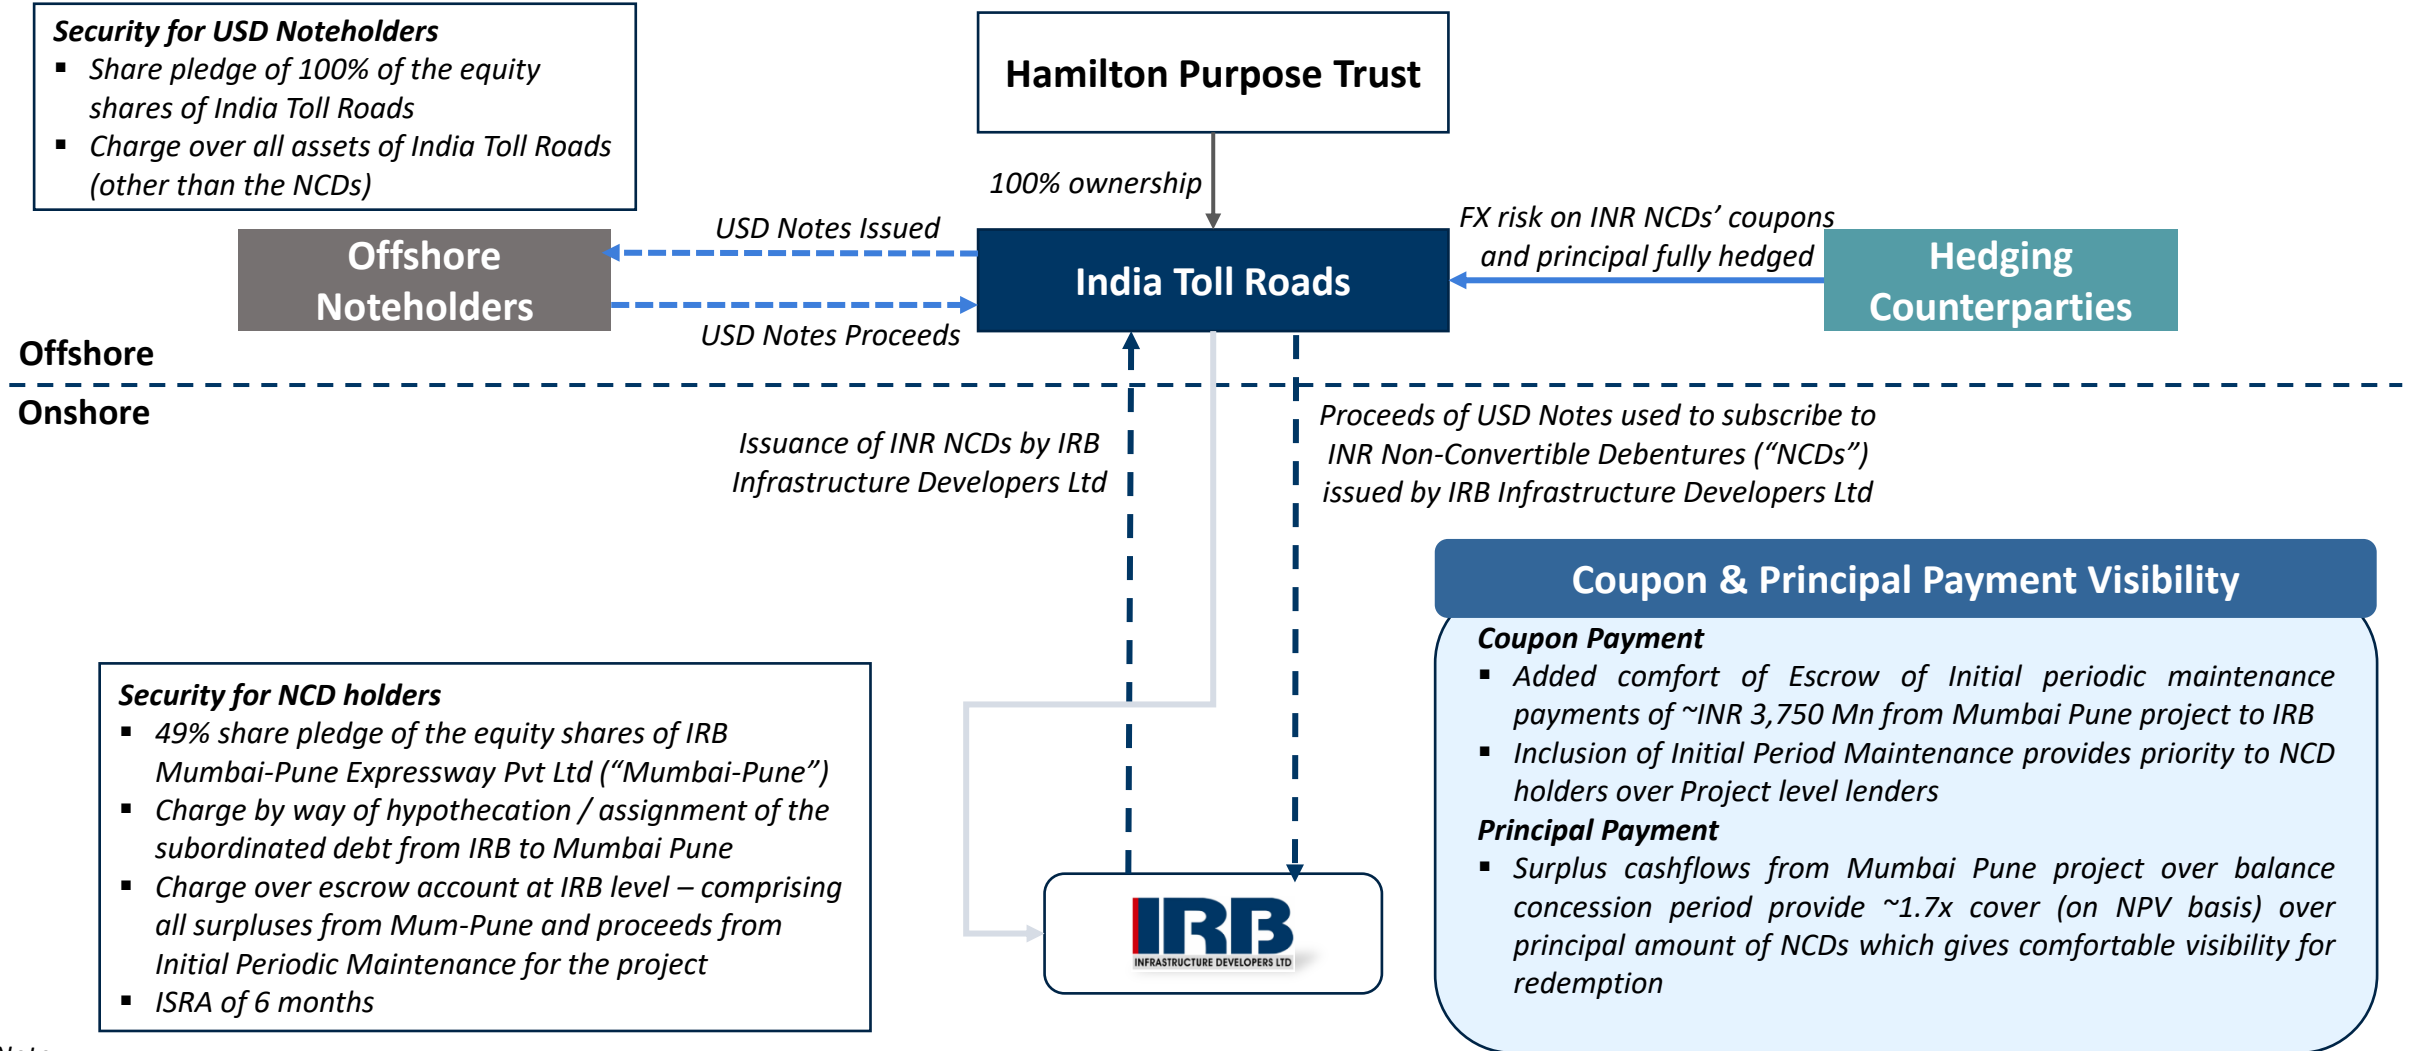 Security for USD Noteholders
▪ Share pledge of 100% of the equity
shares of India Toll Roads
▪ Charge over all assets of India Toll Roads
(other than the NCDs)
Hamilton Purpose Trust
100% ownership
USD Notes Issued
Offshore
Noteholders
USD Notes Proceeds
India Toll Roads
FX risk on INR NCDs’ coupons
and principal fully hedged
Hedging
Counterparties
Offshore
Onshore
Issuance of INR NCDs by IRB
Infrastructure Developers Ltd
Proceeds of USD Notes used to subscribe to
INR Non-Convertible Debentures (“NCDs”)
issued by IRB Infrastructure Developers Ltd
Security for NCD holders
▪ 49% share pledge of the equity shares of IRB
Mumbai-Pune Expressway Pvt Ltd (“Mumbai-Pune”)
▪ Charge by way of hypothecation / assignment of the
subordinated debt from IRB to Mumbai Pune
▪ Charge over escrow account at IRB level – comprising
all surpluses from Mum-Pune and proceeds from
Initial Periodic Maintenance for the project
▪ ISRA of 6 months
IRB
INFRASTRUCTURE DEVELOPERS LTD
Coupon & Principal Payment Visibility
Coupon Payment
▪ Added comfort of Escrow of Initial periodic maintenance
payments of ~INR 3,750 Mn from Mumbai Pune project to IRB
▪ Inclusion of Initial Period Maintenance provides priority to NCD
holders over Project level lenders
Principal Payment
▪ Surplus cashflows from Mumbai Pune project over balance
concession period provide ~1.7x cover (on NPV basis) over
principal amount of NCDs which gives comfortable visibility for
redemption